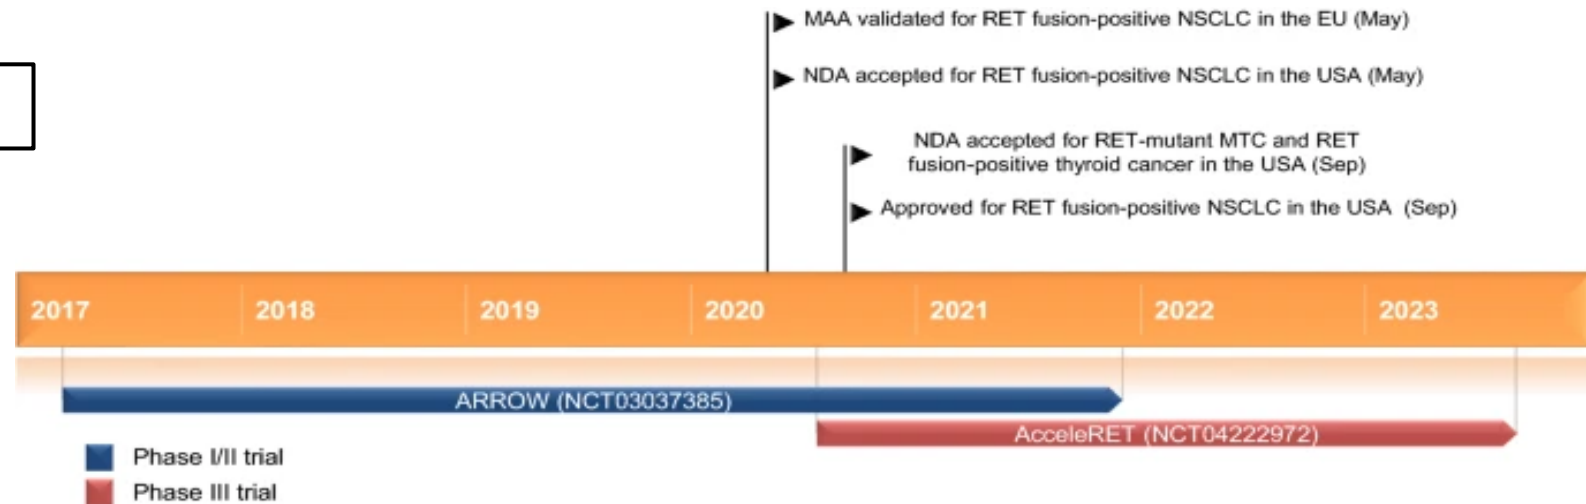 MAA validated for RET fusion-positive NSCLC in the EU (May)
NDA accepted for RET fusion-positive NSCLC in the USA (May)
NDA accepted for RET-mutant MTC and RET
fusion-positive thyroid cancer in the USA (Sep)
Approved for RET fusion-positive NSCLC in the USA (Sep)
2017 2018 2019 2020 2021 2022 2023
ARROW (NCT03037385)
AcceleRET (NCT04222972)
Phase I/II trial
Phase III trial